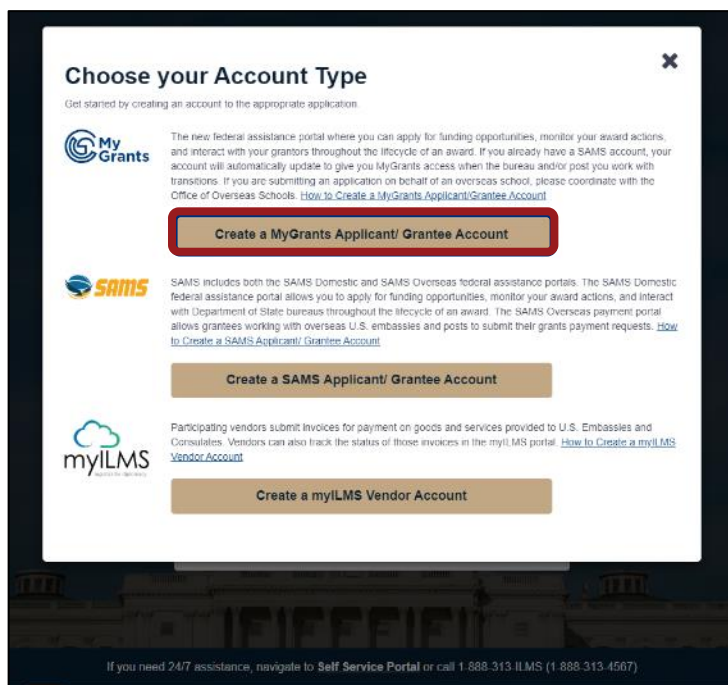 Choose your Account Type
Get started by creating an account to the appropriate application.
My
Grants
The new federal assistance portal where you can apply for funding opportunities, monitor your award actions,
and interact with your grantors throughout the lifecycle of an award. If you already have a SAMS account, your
account will automatically update to give you MyGrants access when the bureau and/or post you work with
transitions. If you are submitting an application on behalf of an overseas school, please coordinate with the
Office of Overseas Schools. How to Create a MyGrants Applicant/Grantee Account
Create a MyGrants Applicant/ Grantee Account
SAMS
SAMS includes both the SAMS Domestic and SAMS Overseas federal assistance portals. The SAMS Domestic
federal assistance portal allows you to apply for funding opportunities, monitor your award actions, and interact
with Department of State bureaus throughout the lifecycle of an award. The SAMS Overseas payment portal
allows grantees working with overseas U.S. embassies and posts to submit their grants payment requests. How
to Create a SAMS Applicant/ Grantee Account
Create a SAMS Applicant/ Grantee Account
myILMS
Participating vendors submit invoices for payment on goods and services provided to U.S. Embassies and
Consulates. Vendors can also track the status of those invoices in the myILMS portal. How to Create a myILMS
Vendor Account
Create a myILMS Vendor Account
If you need 24/7 assistance, navigate to Self Service Portal or call 1-888-313-ILMS (1-888-313-4567)